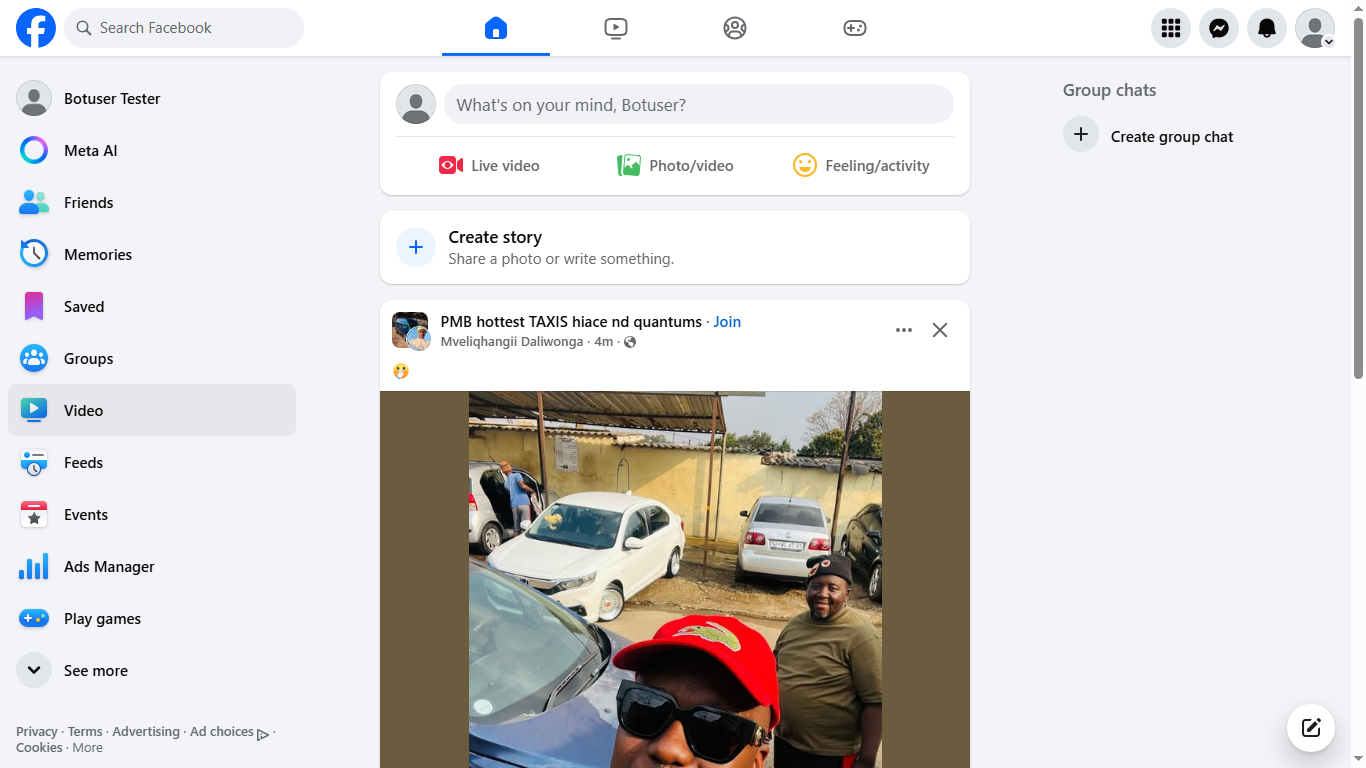 Search Facebook
Botuser Tester
Meta AI
Friends
Memories
Saved
Groups
Video
Feeds
Events
Ads Manager
Play games
See more
Privacy · Terms · Advertising · Ad choices ·
Cookies · More
What's on your mind, Botuser?
Live video
Photo/video
Feeling/activity
Create story
Share a photo or write something.
PMB hottest TAXIS hiace nd quantums · Join
Mveliqhangii Daliwonga · 4m ·
Group chats
Create group chat